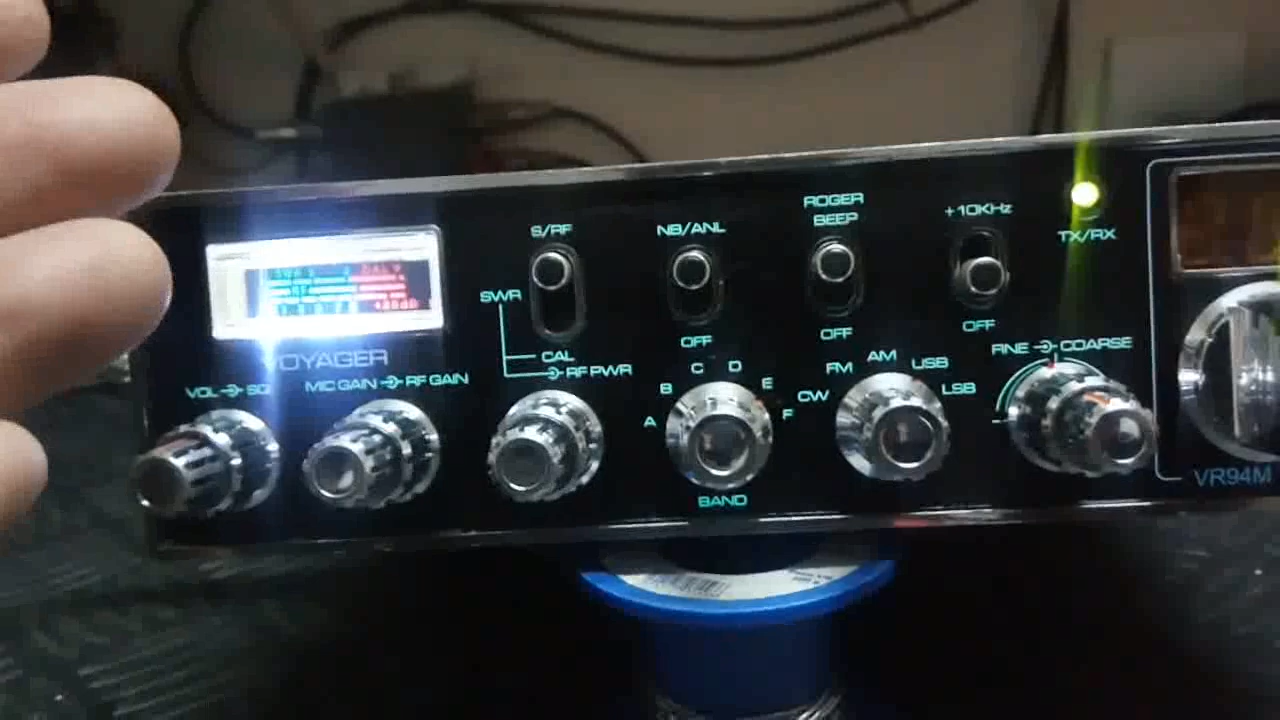 S/RF
NB/ANL
ROGER
BEEP
+10KHz
TX/RX
SWR
OFF
OFF
OFF
CAL
RF PWR
VOYAGER
VOL SQL
MIC GAIN RF GAIN
A B C D E F
BAND
CW FM AM USB LSB
FINE COARSE
VR94M